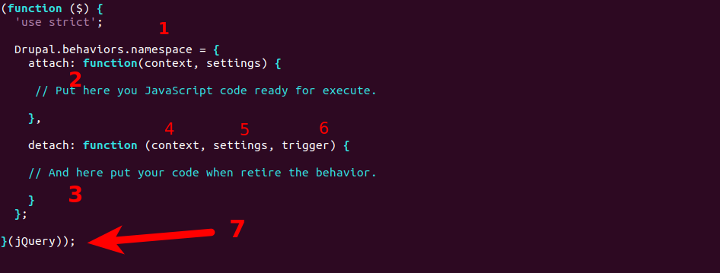 (function ($) {
'use strict';
1
Drupal.behaviors.namespace = {
attach: function(context, settings) {
2
// Put here you JavaScript code ready for execute.
},
4 5 6
detach: function (context, settings, trigger) {
// And here put your code when retire the behavior.
3
}
};
7
}(jQuery));